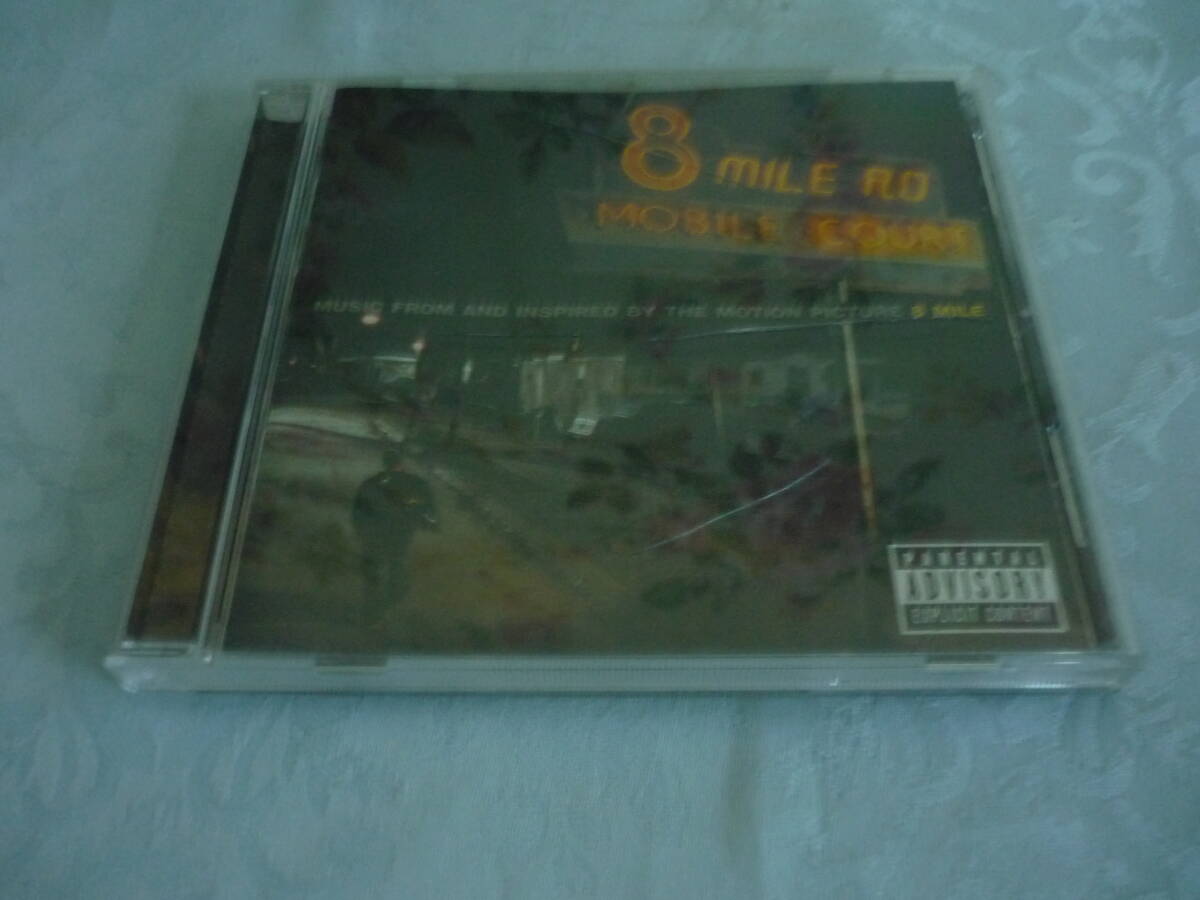 8 MILE RD
MOBILE COURT
MUSIC FROM AND INSPIRED BY THE MOTION PICTURE 8 MILE
PARENTAL
ADVISORY
EXPLICIT CONTENT